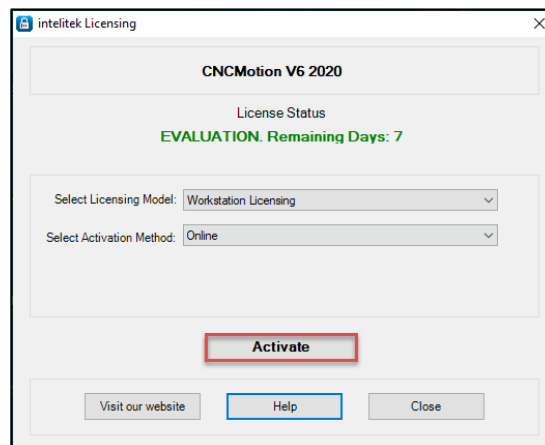 intelitek Licensing
CNCMotion V6 2020
License Status
EVALUATION. Remaining Days: 7
Select Licensing Model: Workstation Licensing
Select Activation Method: Online
Activate
Visit our website Help Close